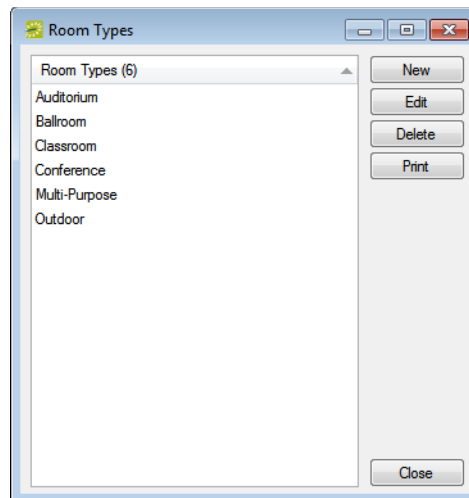 Room Types
Room Types (6)
Auditorium
Ballroom
Classroom
Conference
Multi-Purpose
Outdoor
New
Edit
Delete
Print
Close